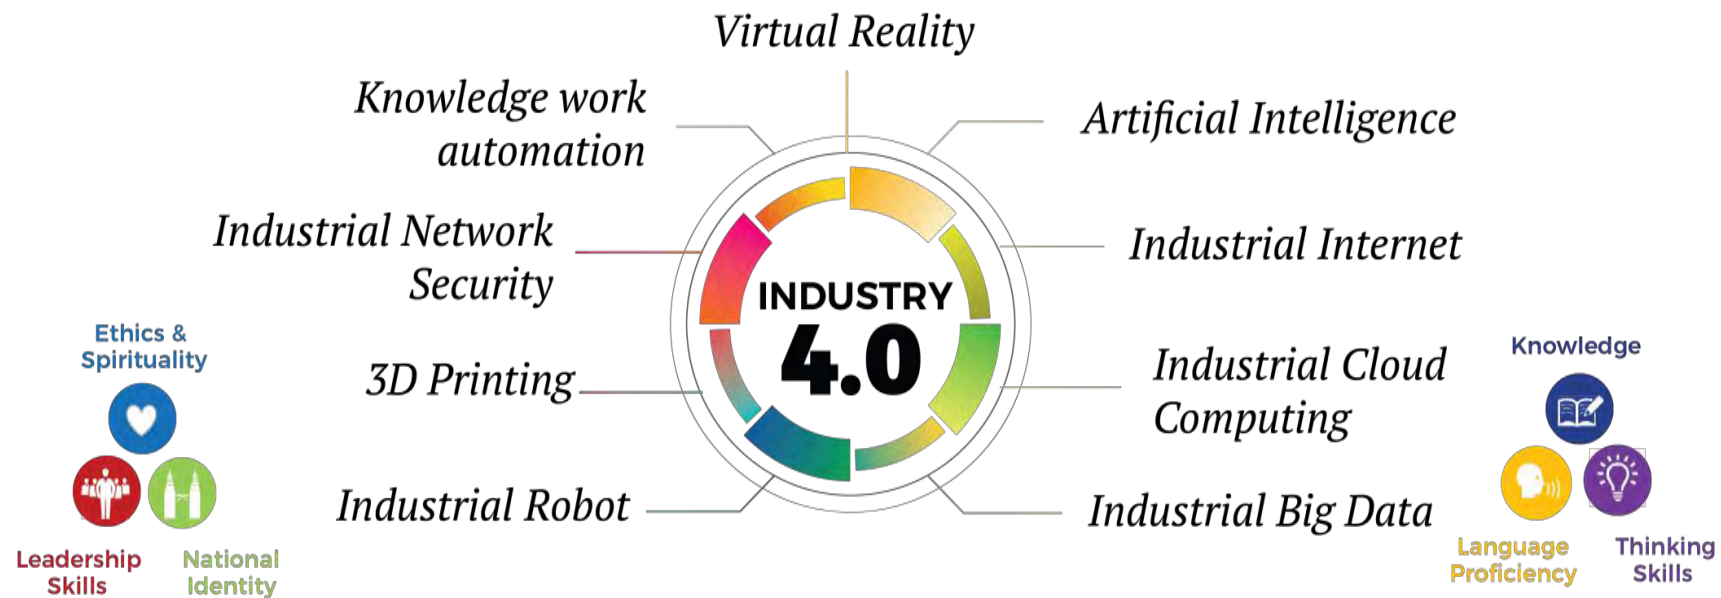 Virtual Reality
Knowledge work
automation
Artificial Intelligence
Industrial Network
Security
Industrial Internet
INDUSTRY
4.0
3D Printing
Industrial Cloud
Computing
Industrial Robot
Industrial Big Data
Ethics &
Spirituality
Leadership
Skills
National
Identity
Knowledge
Language
Proficiency
Thinking
Skills